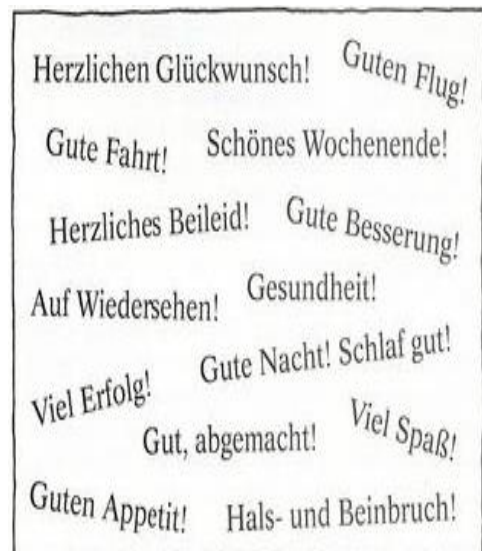 Herzlichen Glückwunsch!
Guten Flug!
Gute Fahrt!
Schönes Wochenende!
Herzliches Beileid!
Gute Besserung!
Auf Wiedersehen!
Gesundheit!
Gute Nacht! Schlaf gut!
Viel Erfolg!
Gut, abgemacht!
Viel Spaß!
Guten Appetit!
Hals- und Beinbruch!